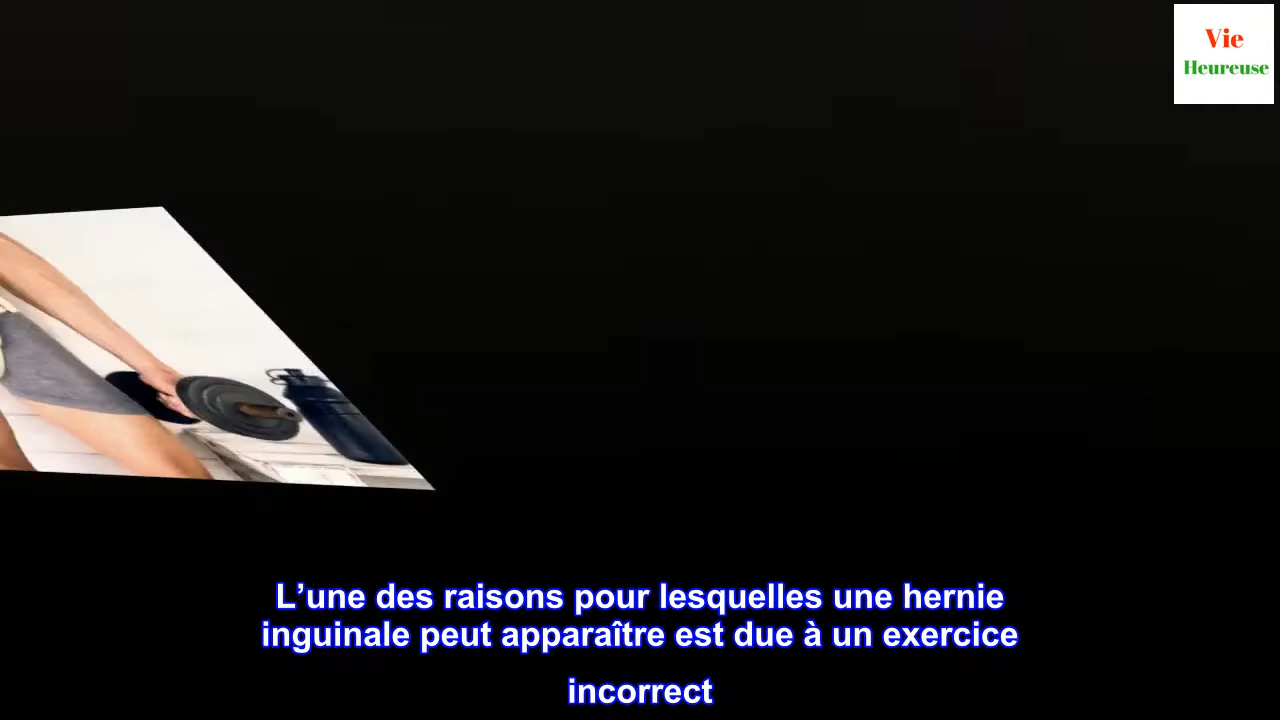 Vie
Heureuse
L’une des raisons pour lesquelles une hernie
inguinale peut apparaître est due à un exercice
incorrect